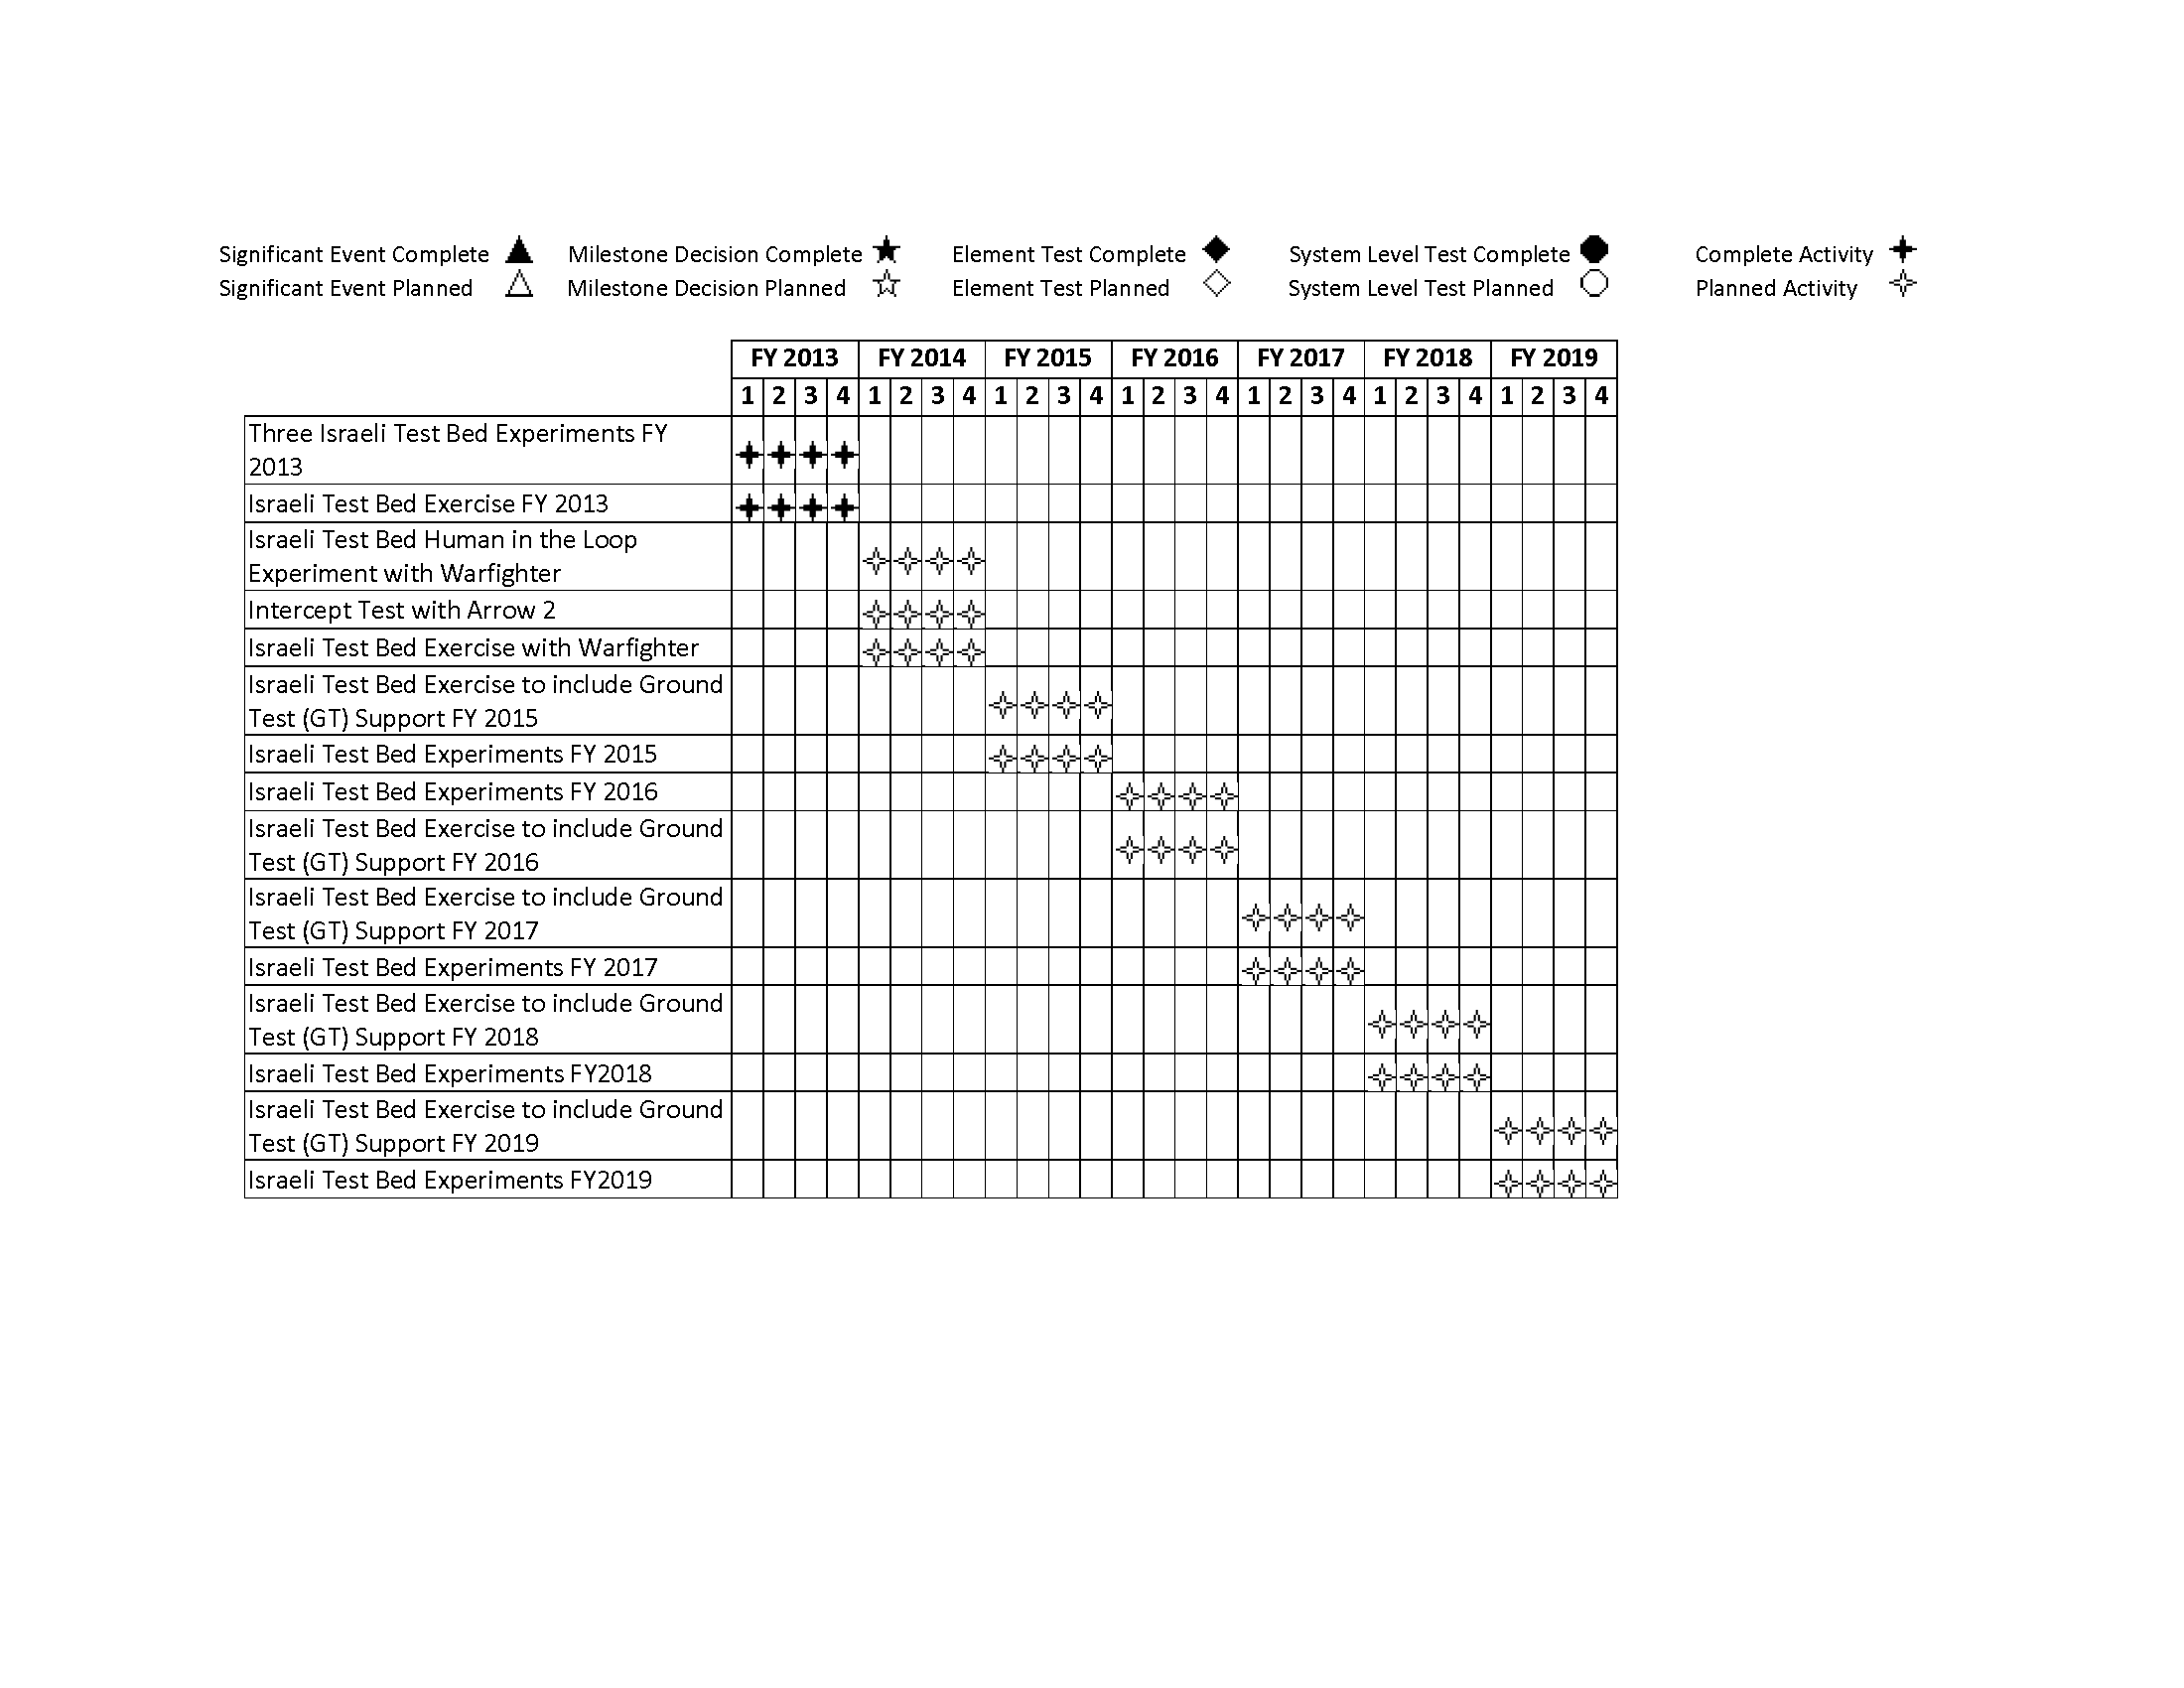 Significant Event Complete Milestone Decision Complete Element Test Complete System Level Test Complete Complete Activity
Significant Event Planned Milestone Decision Planned Element Test Planned System Level Test Planned Planned Activity
FY 2013 FY 2014 FY 2015 FY 2016 FY 2017 FY 2018 FY 2019
1 2 3 4 1 2 3 4 1 2 3 4 1 2 3 4 1 2 3 4 1 2 3 4 1 2 3 4
Three Israeli Test Bed Experiments FY
2013
Israeli Test Bed Exercise FY 2013
Israeli Test Bed Human in the Loop
Experiment with Warfighter
Intercept Test with Arrow 2
Israeli Test Bed Exercise with Warfighter
Israeli Test Bed Exercise to include Ground
Test (GT) Support FY 2015
Israeli Test Bed Experiments FY 2015
Israeli Test Bed Experiments FY 2016
Israeli Test Bed Exercise to include Ground
Test (GT) Support FY 2016
Israeli Test Bed Exercise to include Ground
Test (GT) Support FY 2017
Israeli Test Bed Experiments FY 2017
Israeli Test Bed Exercise to include Ground
Test (GT) Support FY 2018
Israeli Test Bed Experiments FY2018
Israeli Test Bed Exercise to include Ground
Test (GT) Support FY 2019
Israeli Test Bed Experiments FY2019